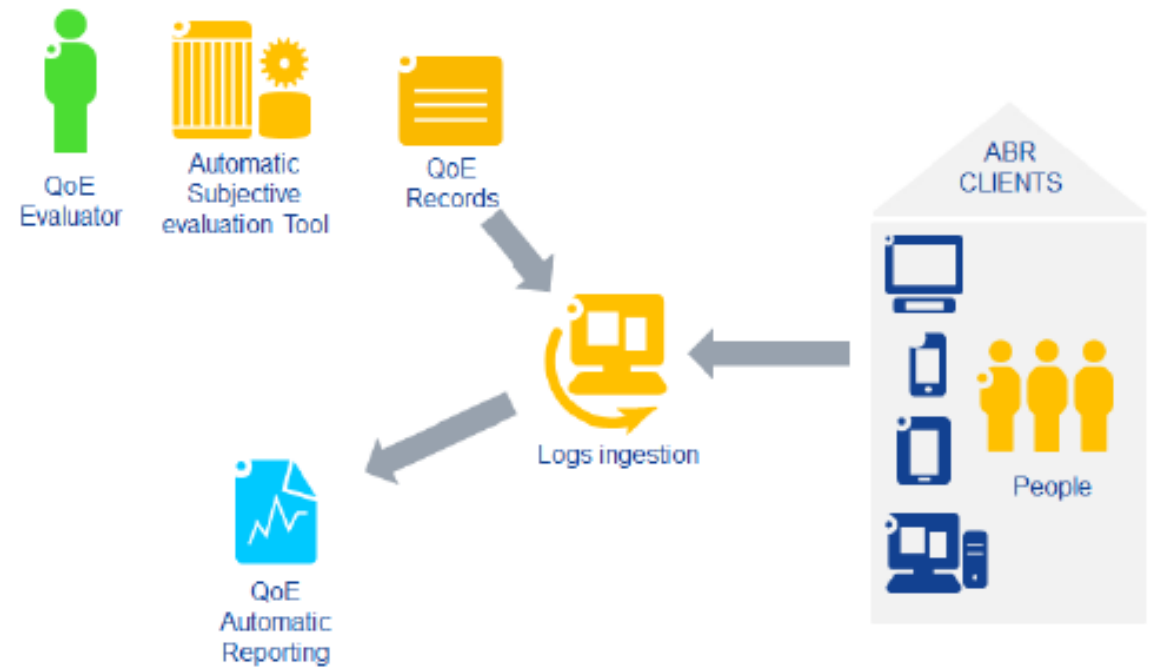 QoE
Evaluator
Automatic
Subjective
evaluation Tool
QoE
Records
ABR
CLIENTS
Logs ingestion
People
QoE
Automatic
Reporting